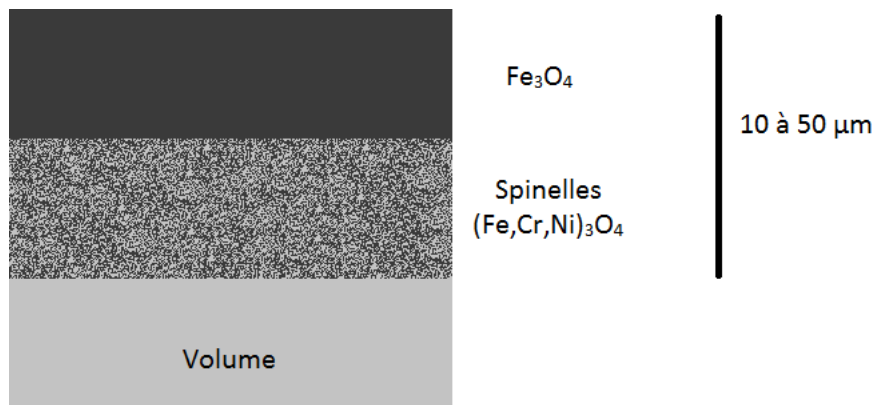 Fe₃O₄
10 à 50 µm
Spinelles
(Fe,Cr,Ni)₃O₄
Volume